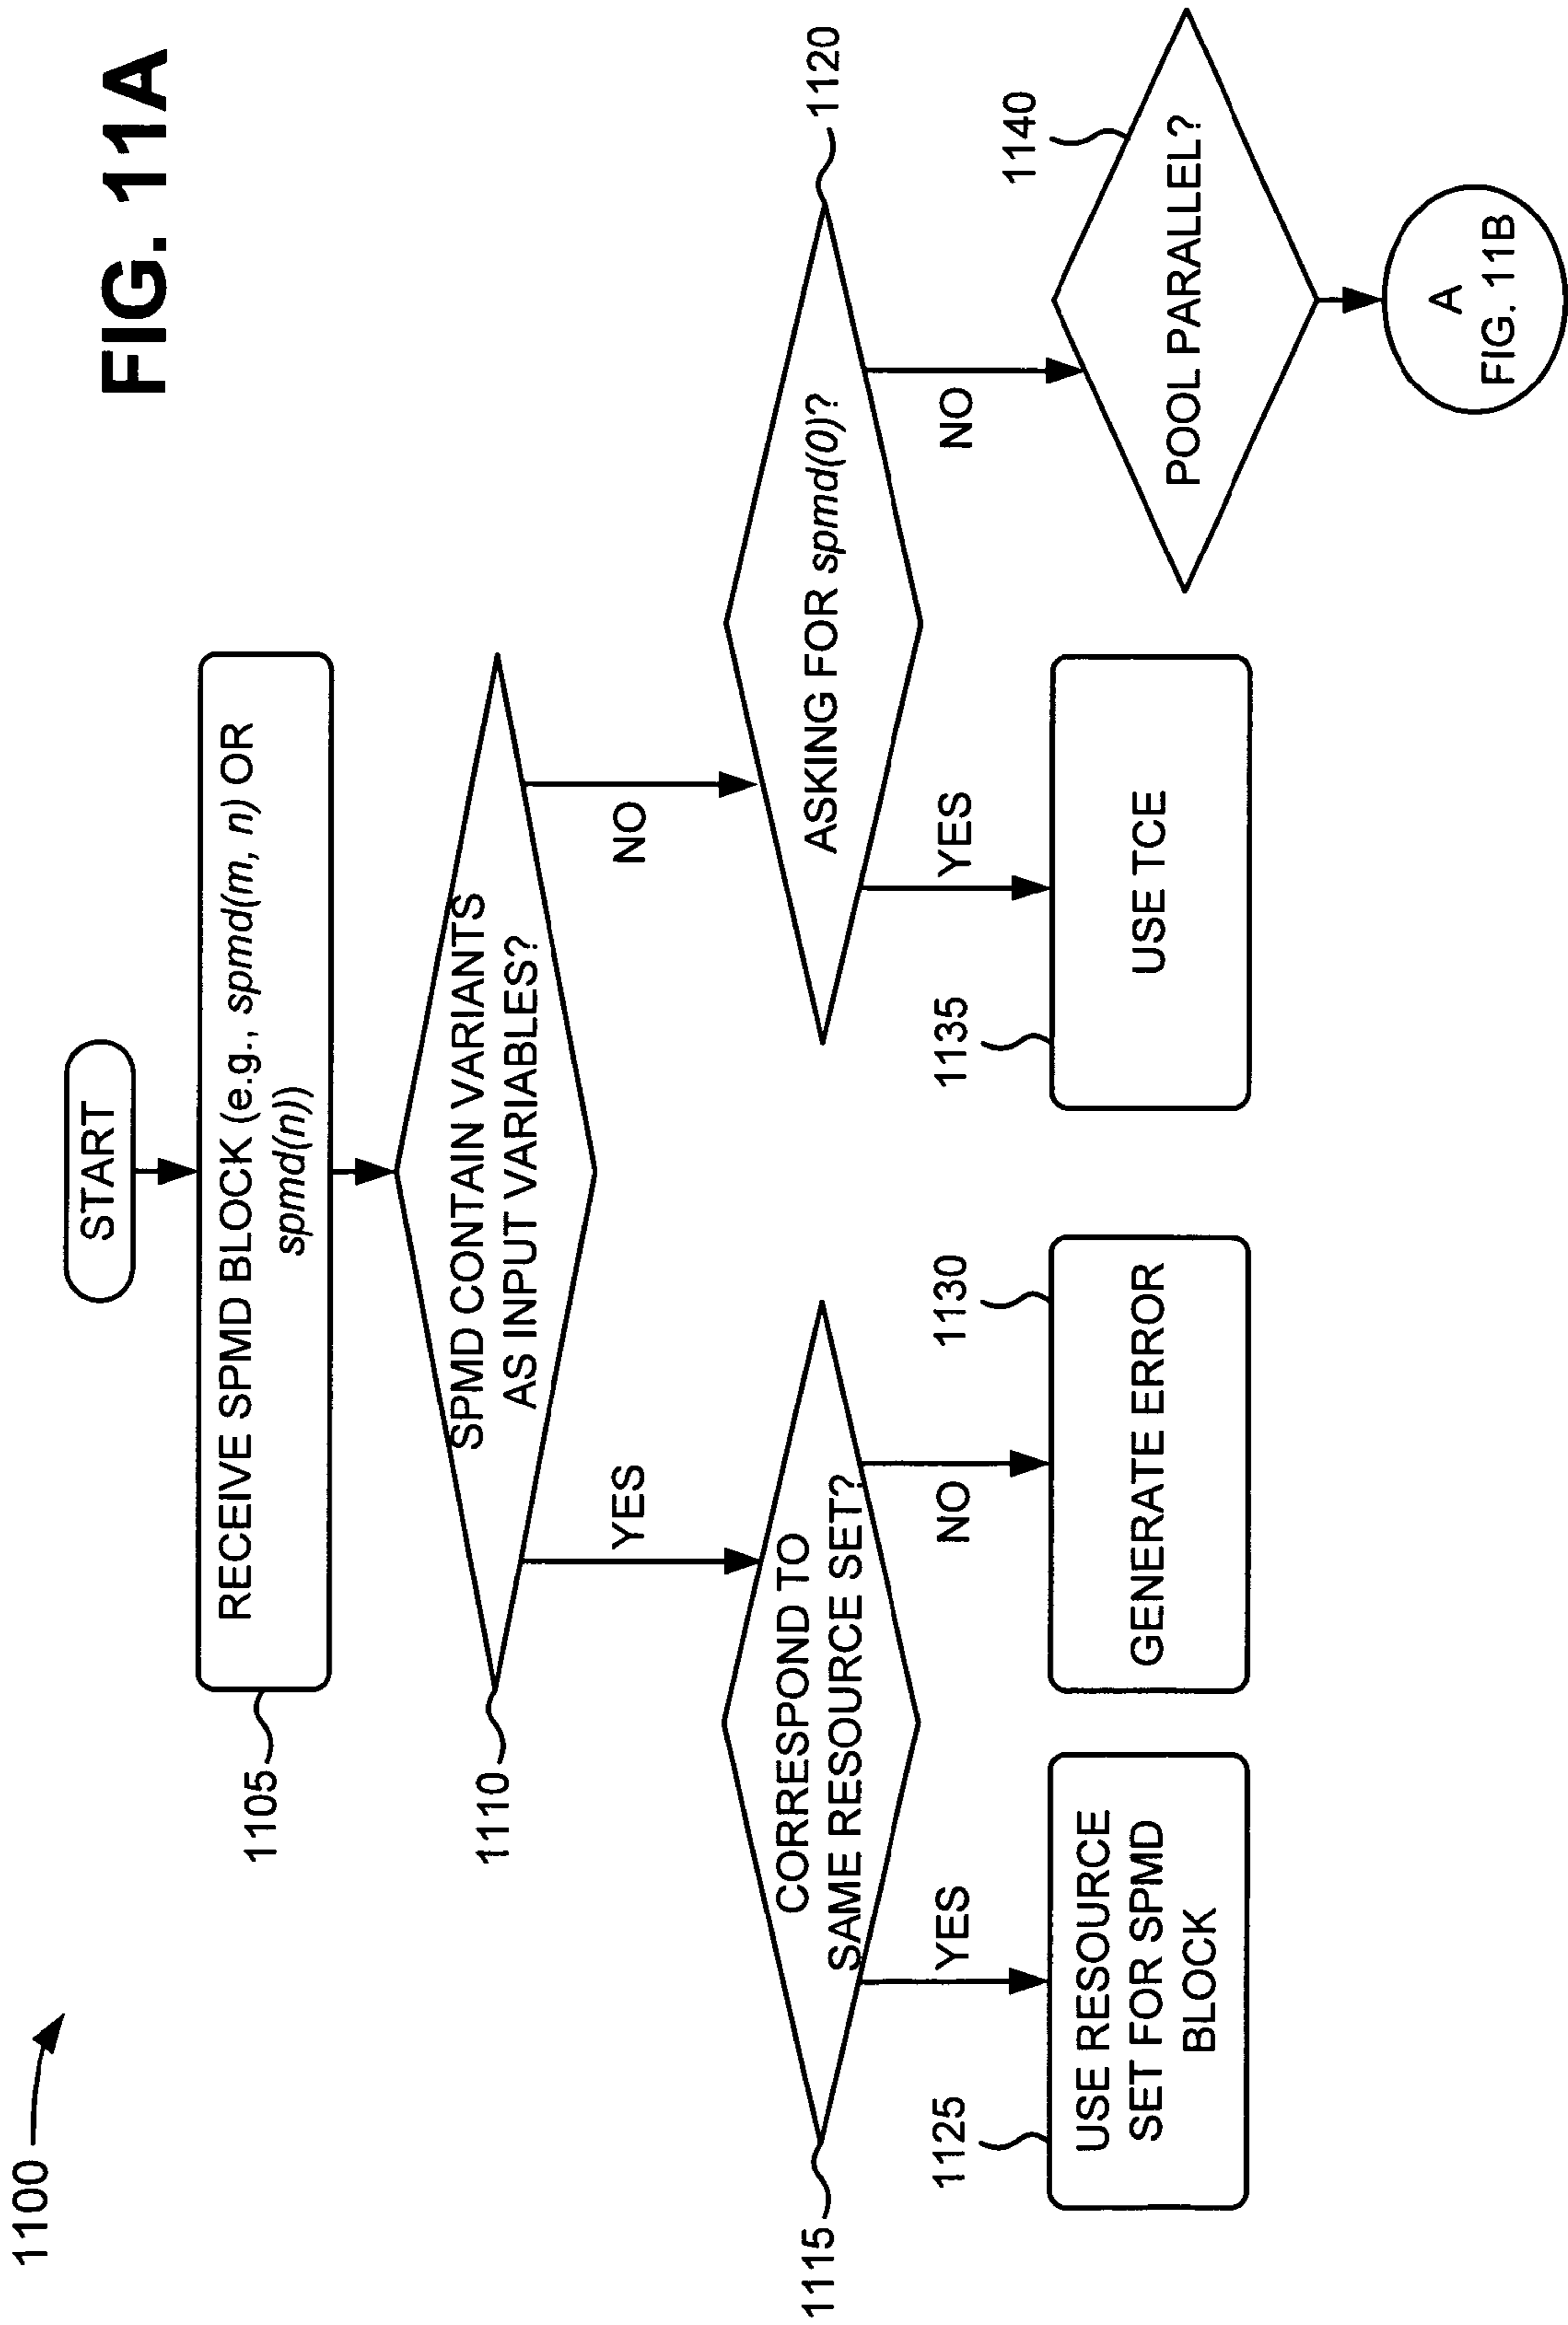 1100
FIG. 11A
START
RECEIVE SPMD BLOCK (e.g., spmd(m, n) OR
spmd(n))
1105
SPMD CONTAIN VARIANTS
AS INPUT VARIABLES?
1110
YES
NO
CORRESPOND TO
SAME RESOURCE SET?
1115
ASKING FOR spmd(0)?
1120
YES
NO
YES
NO
1125
USE RESOURCE
SET FOR SPMD
BLOCK
1130
GENERATE ERROR
1135
USE TCE
1140
POOL PARALLEL?
A
FIG. 11B